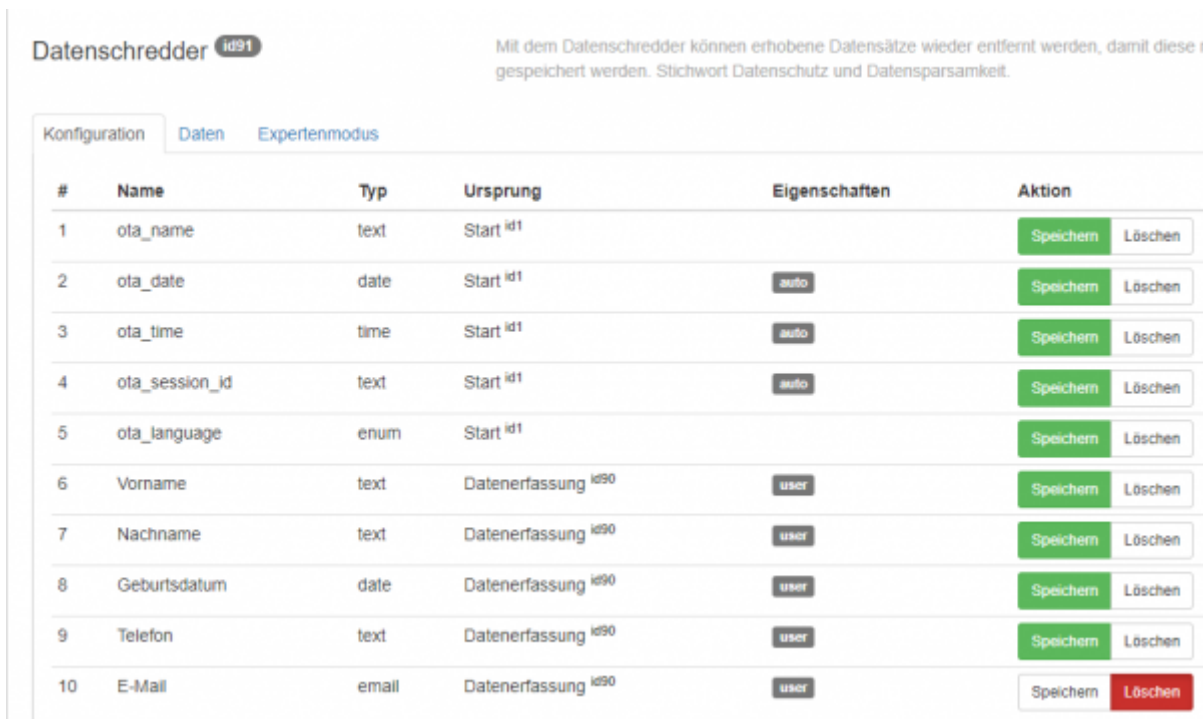 Datenschredder id91
Mit dem Datenschredder können erhobene Datensätze wieder entfernt werden, damit diese
gespeichert werden. Stichwort Datenschutz und Datensparsamkeit.
Konfiguration Daten Expertenmodus
# Name Typ Ursprung Eigenschaften Aktion
1 ota_name text Start id1 Speichern Löschen
2 ota_date date Start id1 auto Speichern Löschen
3 ota_time time Start id1 auto Speichern Löschen
4 ota_session_id text Start id1 auto Speichern Löschen
5 ota_language enum Start id1 Speichern Löschen
6 Vorname text Datenerfassung id90 user Speichern Löschen
7 Nachname text Datenerfassung id90 user Speichern Löschen
8 Geburtsdatum date Datenerfassung id90 user Speichern Löschen
9 Telefon text Datenerfassung id90 user Speichern Löschen
10 E-Mail email Datenerfassung id90 user Speichern Löschen